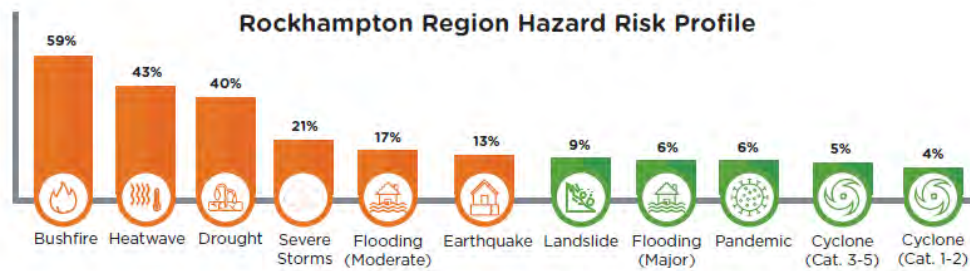 Rockhampton Region Hazard Risk Profile
59%
43%
40%
21%
17%
13%
9%
6%
6%
5%
4%
Bushfire
Heatwave
Drought
Severe
Storms
Flooding
(Moderate)
Earthquake
Landslide
Flooding
(Major)
Pandemic
Cyclone
(Cat. 3-5)
Cyclone
(Cat. 1-2)